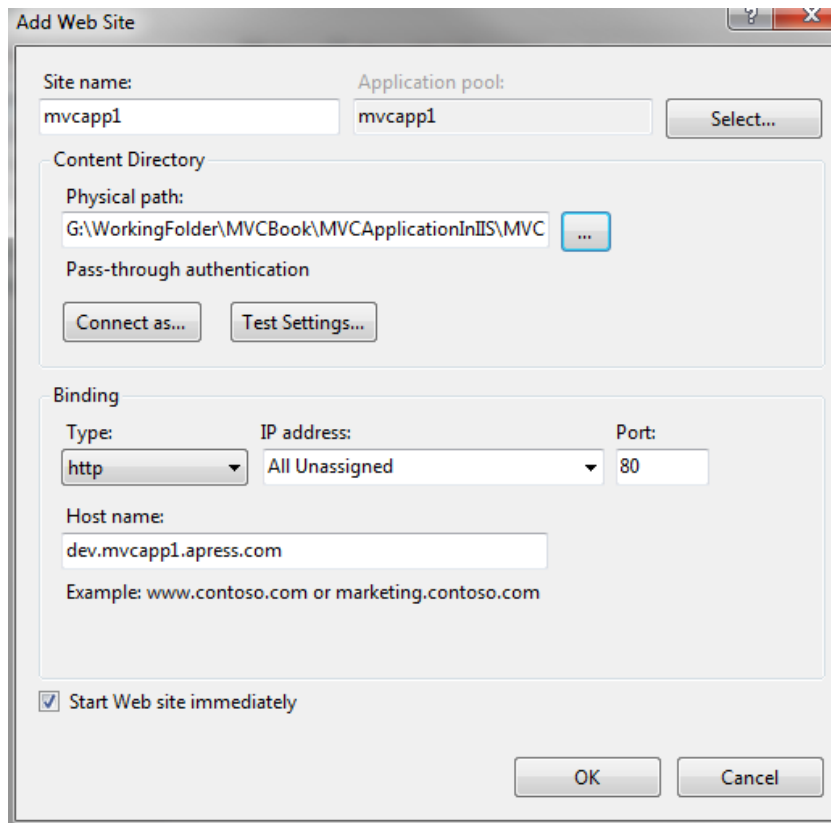 Add Web Site
?
Site name: Application pool:
mvcapp1 mvcapp1 Select...
Content Directory
Physical path:
G:\WorkingFolder\MVCBook\MVCApplicationInIIS\MVC ...
Pass-through authentication
Connect as... Test Settings...
Binding
Type: IP address: Port:
http All Unassigned 80
Host name:
dev.mvcapp1.apress.com
Example: www.contoso.com or marketing.contoso.com
Start Web site immediately
OK Cancel